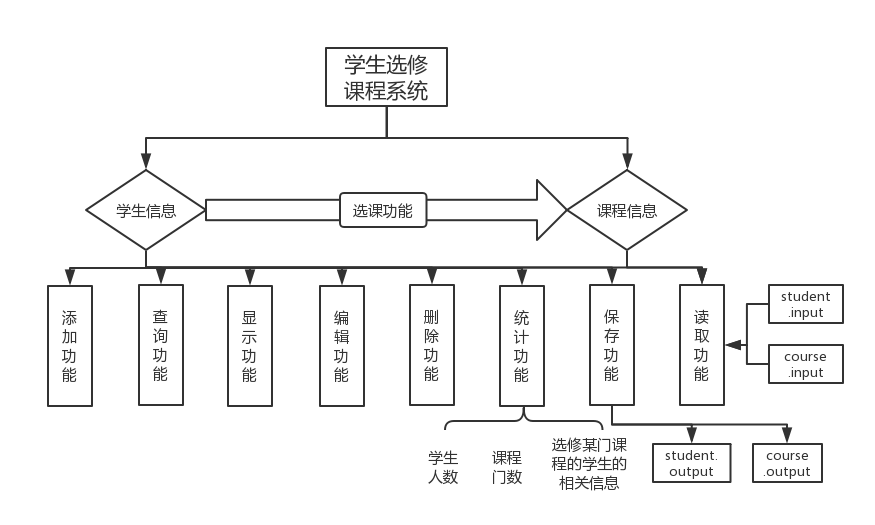 学生选修
课程系统
学生信息
选课功能
课程信息
添加功能
查询功能
显示功能
编辑功能
删除功能
统计功能
保存功能
读取功能
student
.input
course
.input
学生
人数
课程
门数
选修某门课
程的学生的
相关信息
student.
output
course
.output